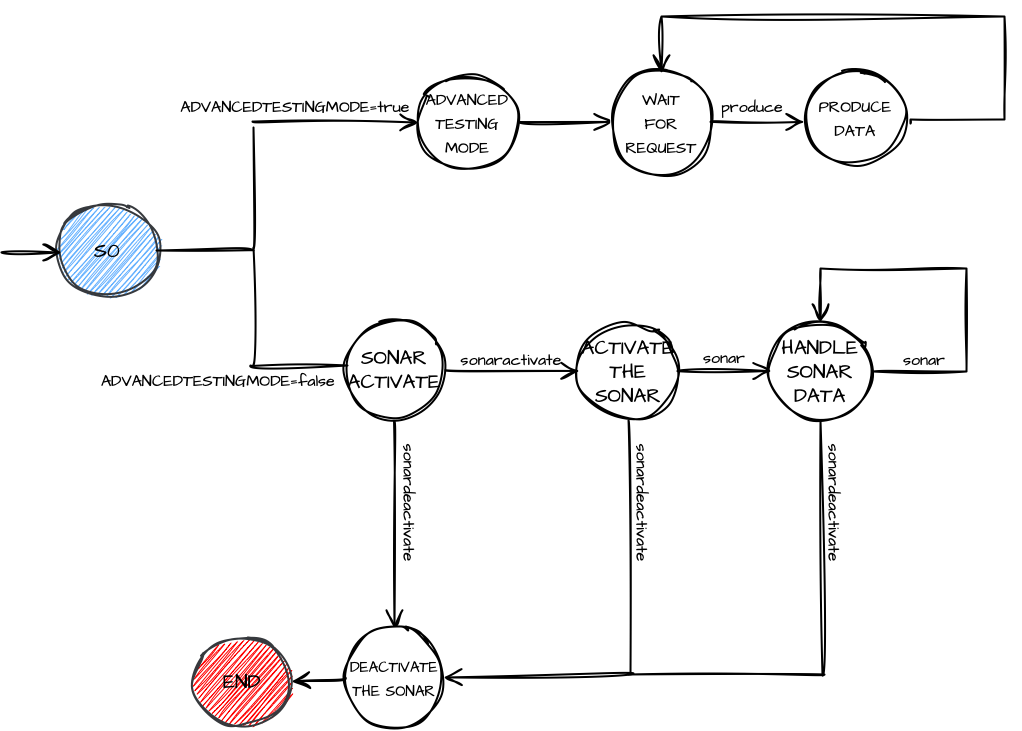 ADVANCEDTESTINGMODE=true
ADVANCED
TESTING
MODE
WAIT
FOR
REQUEST
produce
PRODUCE
DATA
S0
ADVANCEDTESTINGMODE=false
SONAR
ACTIVATE
sonaractivate
ACTIVATE
THE
SONAR
sonar
HANDLE
SONAR
DATA
sonar
sonardeactivate
sonardeactivate
sonardeactivate
END
DEACTIVATE
THE SONAR